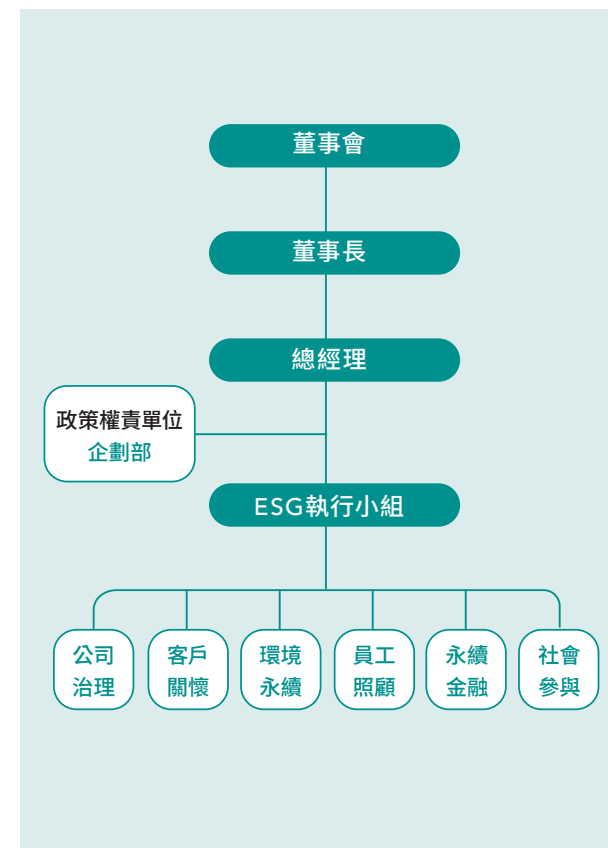 董事會
董事長
總經理
政策權責單位
企劃部
ESG執行小組
公司
治理
客戶
關懷
環境
永續
員工
照顧
永續
金融
社會
參與